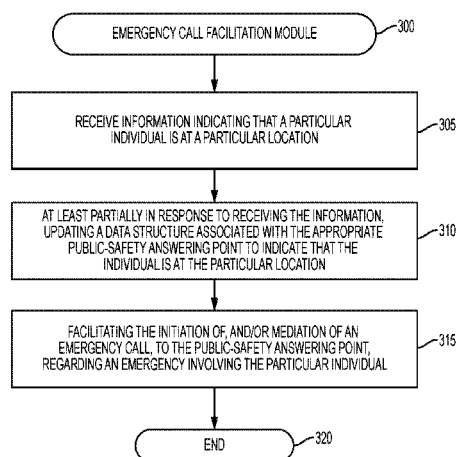 EMERGENCY CALL FACILITATION MODULE
300
RECEIVE INFORMATION INDICATING THAT A PARTICULAR
INDIVIDUAL IS AT A PARTICULAR LOCATION
305
AT LEAST PARTIALLY IN RESPONSE TO RECEIVING THE INFORMATION,
UPDATING A DATA STRUCTURE ASSOCIATED WITH THE APPROPRIATE
PUBLIC-SAFETY ANSWERING POINT TO INDICATE THAT THE
INDIVIDUAL IS AT THE PARTICULAR LOCATION
310
FACILITATING THE INITIATION OF, AND/OR MEDIATION OF AN
EMERGENCY CALL, TO THE PUBLIC-SAFETY ANSWERING POINT,
REGARDING AN EMERGENCY INVOLVING THE PARTICULAR INDIVIDUAL
315
END
320